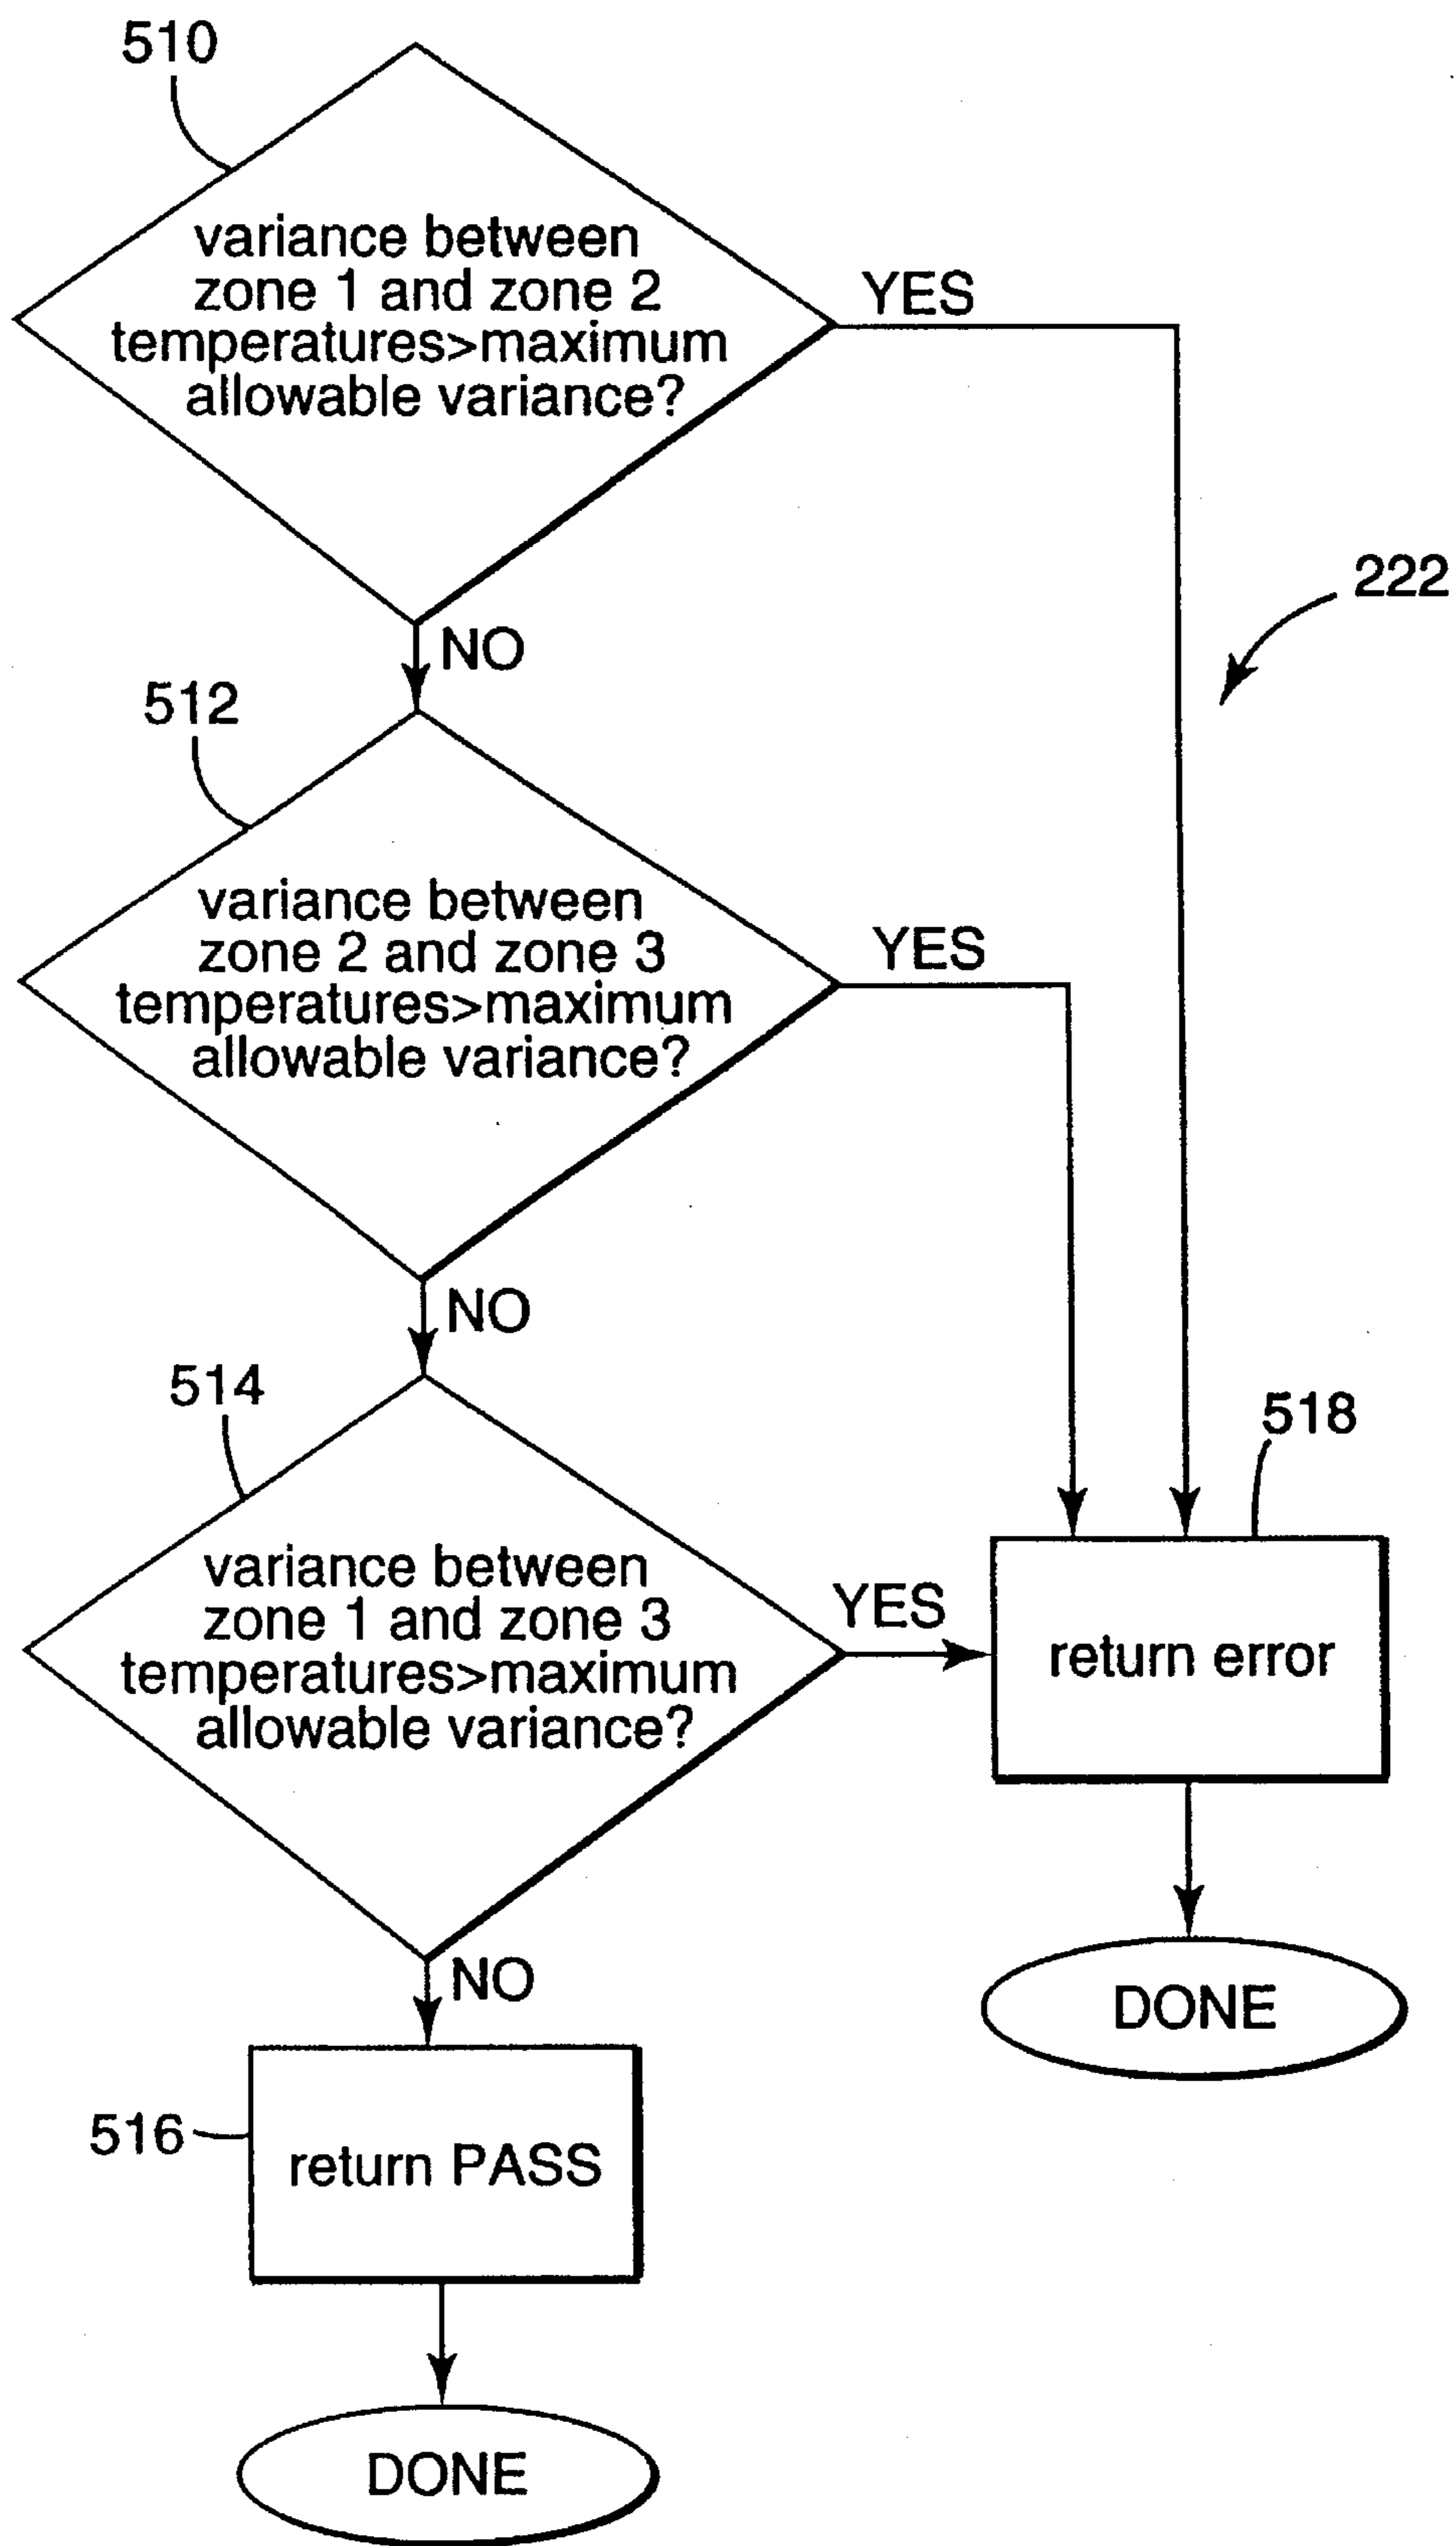 510
variance between
zone 1 and zone 2
temperatures>maximum
allowable variance?
YES
222
NO
512
variance between
zone 2 and zone 3
temperatures>maximum
allowable variance?
YES
NO
514
518
variance between
zone 1 and zone 3
temperatures>maximum
allowable variance?
YES
return error
NO
DONE
516
return PASS
DONE